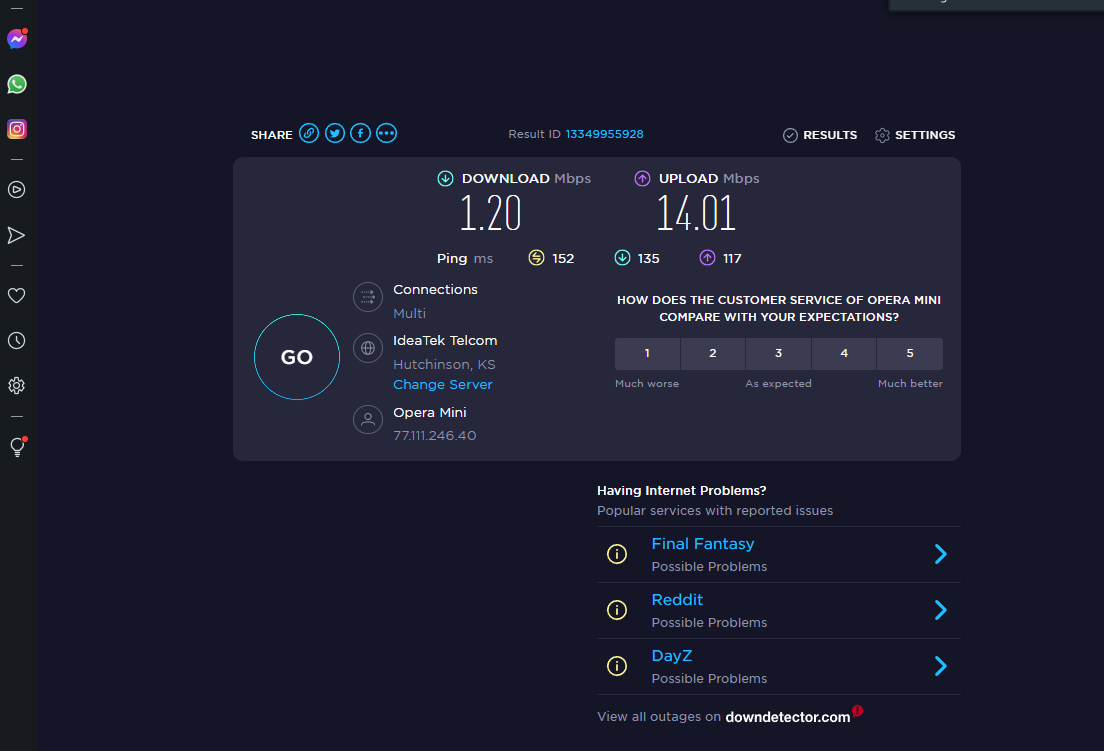 SHARE
Result ID 13349955928
RESULTS
SETTINGS
DOWNLOAD Mbps
1.20
UPLOAD Mbps
14.01
Ping ms
152
135
117
Connections
Multi
IdeaTek Telcom
Hutchinson, KS
Change Server
Opera Mini
77.111.246.40
GO
HOW DOES THE CUSTOMER SERVICE OF OPERA MINI
COMPARE WITH YOUR EXPECTATIONS?
1 2 3 4 5
Much worse As expected Much better
Having Internet Problems?
Popular services with reported issues
Final Fantasy
Possible Problems
Reddit
Possible Problems
DayZ
Possible Problems
View all outages on downdetector.com